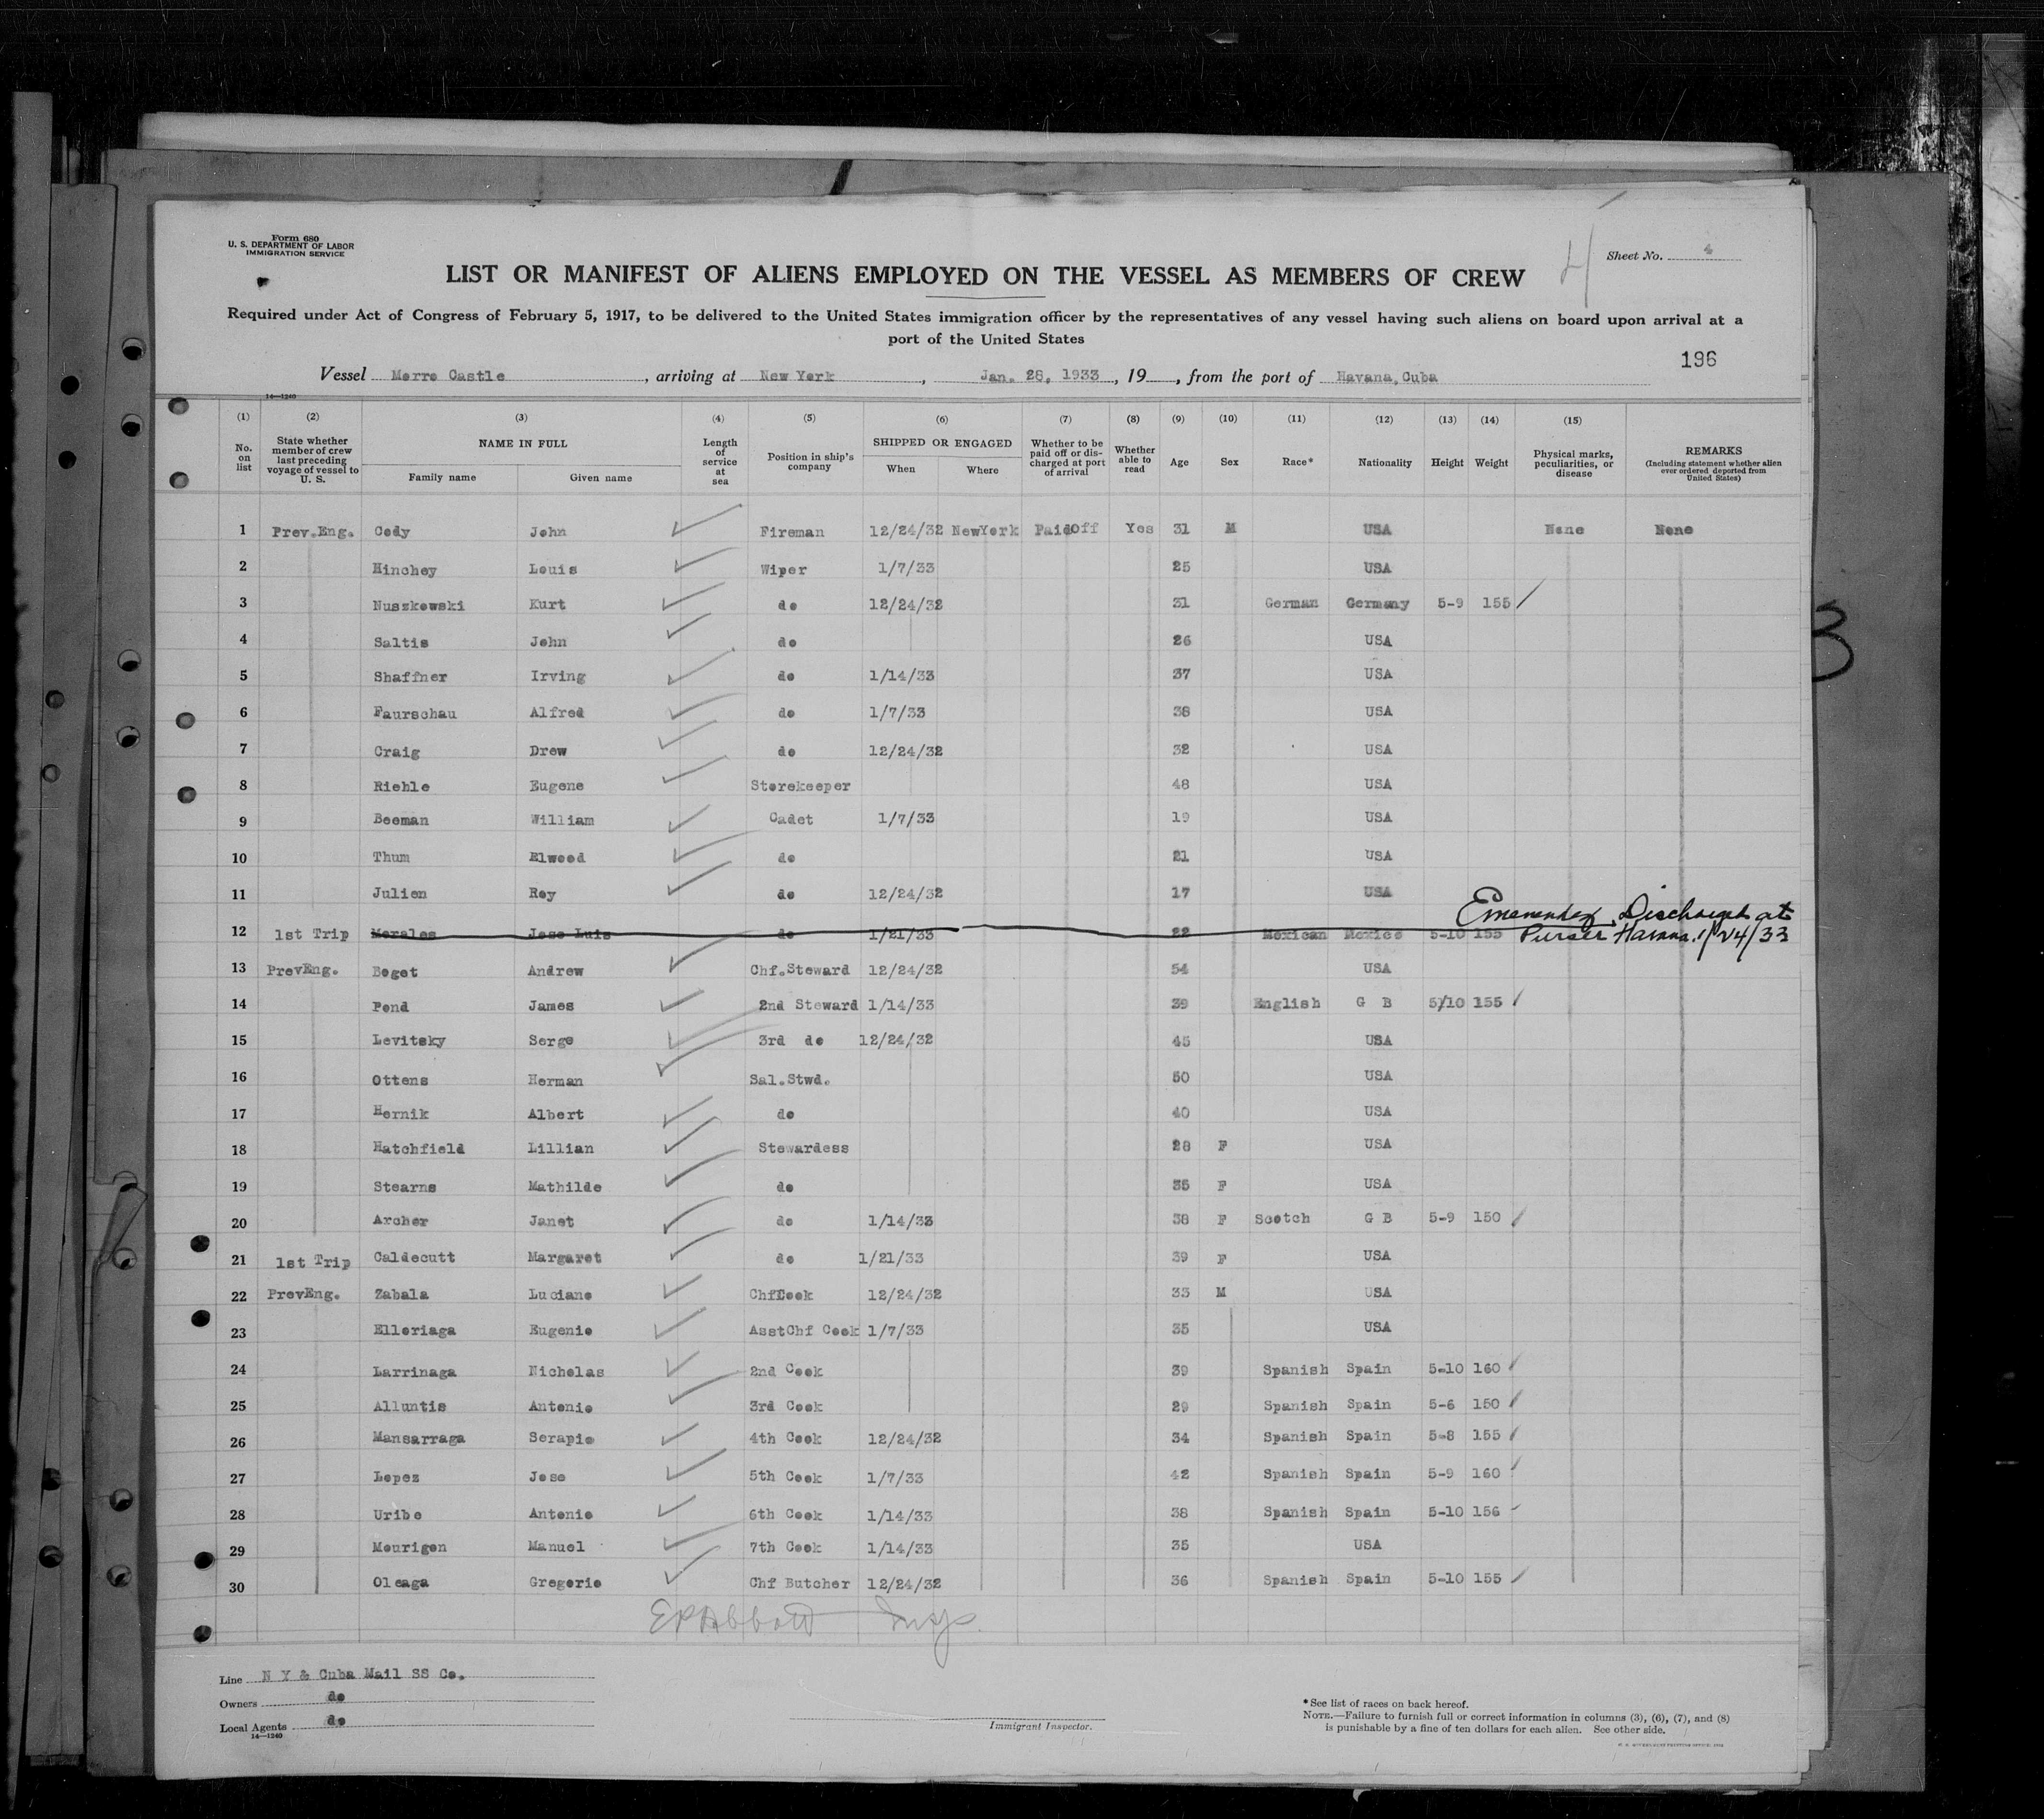 Form 680
U. S. DEPARTMENT OF LABOR
IMMIGRATION SERVICE
4
Sheet No. 4
LIST OR MANIFEST OF ALIENS EMPLOYED ON THE VESSEL AS MEMBERS OF CREW
Required under Act of Congress of February 5, 1917, to be delivered to the United States immigration officer by the representatives of any vessel having such aliens on board upon arrival at a
port of the United States
196
Vessel Morro Castle, arriving at New York, Jan. 28, 1933, 19, from the port of Havana, Cuba
14—1240
(1) (2) (3) (4) (5) (6) (7) (8) (9) (10) (11) (12) (13) (14) (15)
No. on list State whether member of crew last preceding voyage of vessel to U. S. NAME IN FULL Family name Given name Length of service at sea Position in ship's company SHIPPED OR ENGAGED When Where Whether to be paid off or discharged at port of arrival Whether able to read Age Sex Race* Nationality Height Weight Physical marks, peculiarities, or disease REMARKS (Including statement whether alien ever ordered deported from United States)
1 Prev.Eng. Cody John Fireman 12/24/32 NewYork PaidOff Yes 31 M USA None None
2 Hinchey Louis Wiper 1/7/33 25 USA
3 Nuszkowski Kurt do 12/24/32 31 German Germany 5-9 155
3
4 Saltis John do 26 USA
5 Shaffner Irving do 1/14/33 37 USA
6 Faurschau Alfred do 1/7/33 38 USA
7 Craig Drew do 12/24/32 32 USA
8 Riehle Eugene Storekeeper 48 USA
9 Beeman William Cadet 1/7/33 19 USA
10 Thum Elwood do 21 USA
11 Julien Roy do 12/24/32 17 USA
Discharged at
12 1st Trip Morales Jose Luis do 1/21/33 22 Mexican Mexico 5-10 155 Purser Havana. 1/24/33
13 PrevEng. Boget Andrew Chf.Steward 12/24/32 54 USA
14 Pond James 2nd Steward 1/14/33 39 English G B 5/10 155
15 Levitsky Serge 3rd do 12/24/32 45 USA
16 Ottens Herman Sal.Stwd. 50 USA
17 Hernik Albert do 40 USA
18 Hatchfield Lillian Stewardess 28 F USA
19 Stearns Mathilde do 35 F USA
20 Archer Janet do 1/14/33 38 F Scotch G B 5-9 150
21 1st Trip Caldecutt Margaret do 1/21/33 39 F USA
22 PrevEng. Zabala Luciano ChfCook 12/24/32 33 M USA
23 Elloriaga Eugenio AsstChf Cook 1/7/33 35 USA
24 Larrinaga Nicholas 2nd Cook 39 Spanish Spain 5-10 160
25 Alluntis Antonio 3rd Cook 29 Spanish Spain 5-6 150
26 Mansarraga Serapio 4th Cook 12/24/32 34 Spanish Spain 5-8 155
27 Lopez Jose 5th Cook 1/7/33 42 Spanish Spain 5-9 160
28 Uribe Antonio 6th Cook 1/14/33 38 Spanish Spain 5-10 156
29 Mourigon Manuel 7th Cook 1/14/33 35 USA
30 Oleaga Gregorio Chf Butcher 12/24/32 36 Spanish Spain 5-10 155
E P Abbott Insp.
Line N Y & Cuba Mail SS Co.
Owners do
Local Agents do
14—1240
Immigrant Inspector.
*See list of races on back hereof.
NOTE.—Failure to furnish full or correct information in columns (3), (6), (7), and (8)
is punishable by a fine of ten dollars for each alien. See other side.